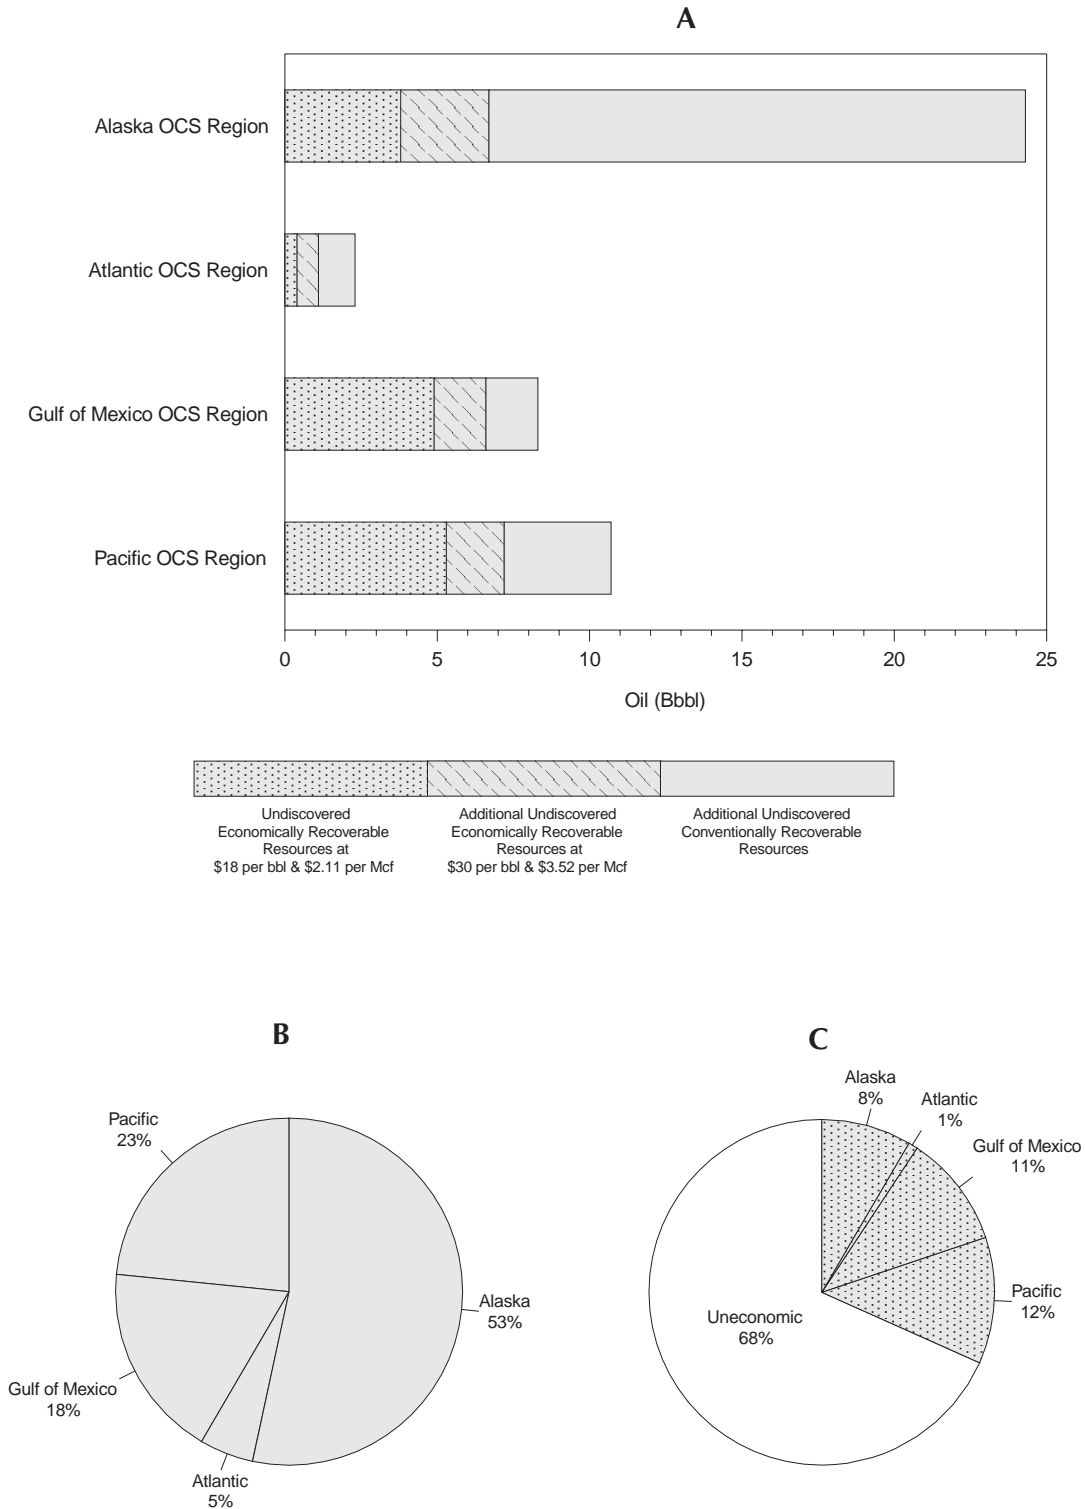 A
Alaska OCS Region
Atlantic OCS Region
Gulf of Mexico OCS Region
Pacific OCS Region
0 5 10 15 20 25
Oil (Bbbl)
Undiscovered
Economically Recoverable
Resources at
$18 per bbl & $2.11 per Mcf
Additional Undiscovered
Economically Recoverable
Resources at
$30 per bbl & $3.52 per Mcf
Additional Undiscovered
Conventionally Recoverable
Resources
B
Pacific
23%
Alaska
53%
Gulf of Mexico
18%
Atlantic
5%
C
Alaska
8%
Atlantic
1%
Gulf of Mexico
11%
Pacific
12%
Uneconomic
68%